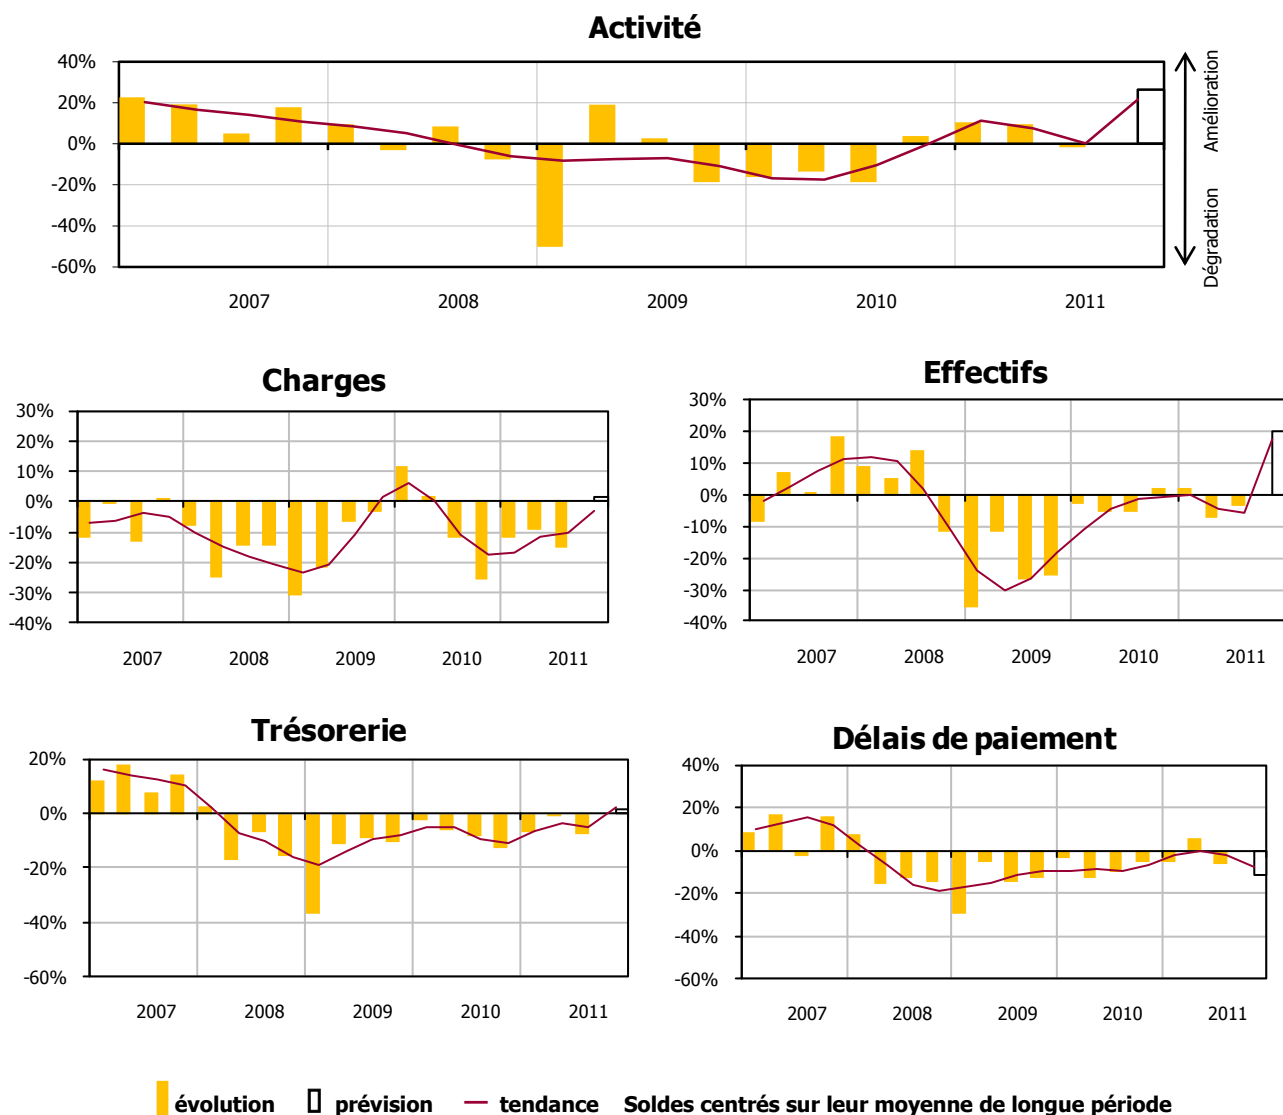 Activité
40%
20%
0%
-20%
-40%
-60%
2007 2008 2009 2010 2011
Amélioration
Dégradation
Charges
30%
20%
10%
0%
-10%
-20%
-30%
-40%
2007 2008 2009 2010 2011
Effectifs
30%
20%
10%
0%
-10%
-20%
-30%
-40%
2007 2008 2009 2010 2011
Trésorerie
20%
0%
-20%
-40%
-60%
2007 2008 2009 2010 2011
Délais de paiement
40%
20%
0%
-20%
-40%
-60%
2007 2008 2009 2010 2011
évolution prévision tendance Soldes centrés sur leur moyenne de longue période